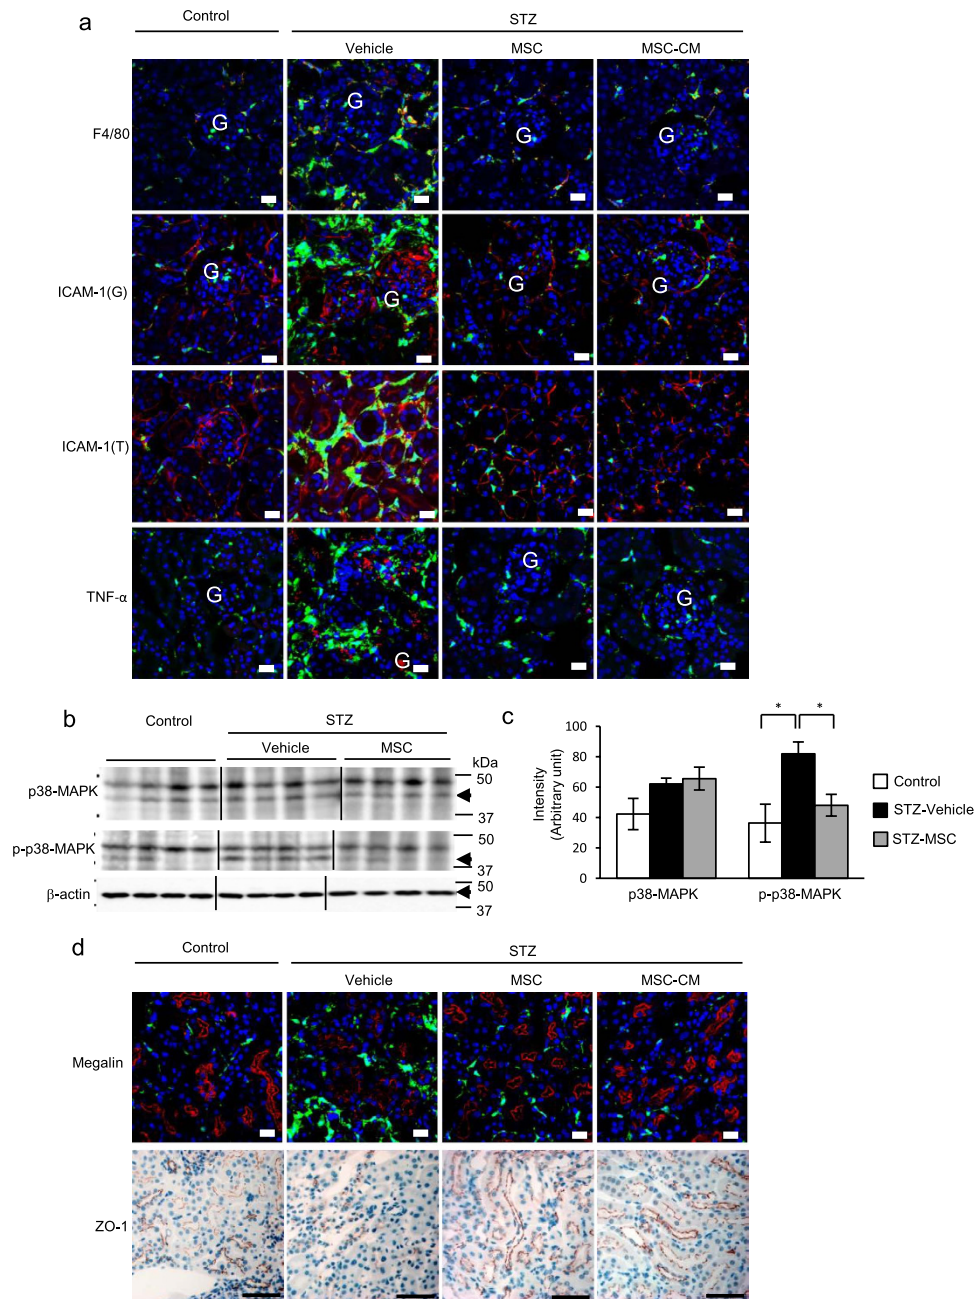 a
Control
STZ
Vehicle
MSC
MSC-CM
F4/80
G
G
G
G
ICAM-1(G)
G
G
G
G
ICAM-1(T)
TNF-α
G
G
G
G
b
Control
STZ
Vehicle
MSC
kDa
p38-MAPK
50
37
p-p38-MAPK
50
37
β-actin
50
37
c
Intensity
(Arbitrary unit)
100
80
60
40
20
0
*
*
p38-MAPK
p-p38-MAPK
Control
STZ-Vehicle
STZ-MSC
d
Control
STZ
Vehicle
MSC
MSC-CM
Megalin
ZO-1